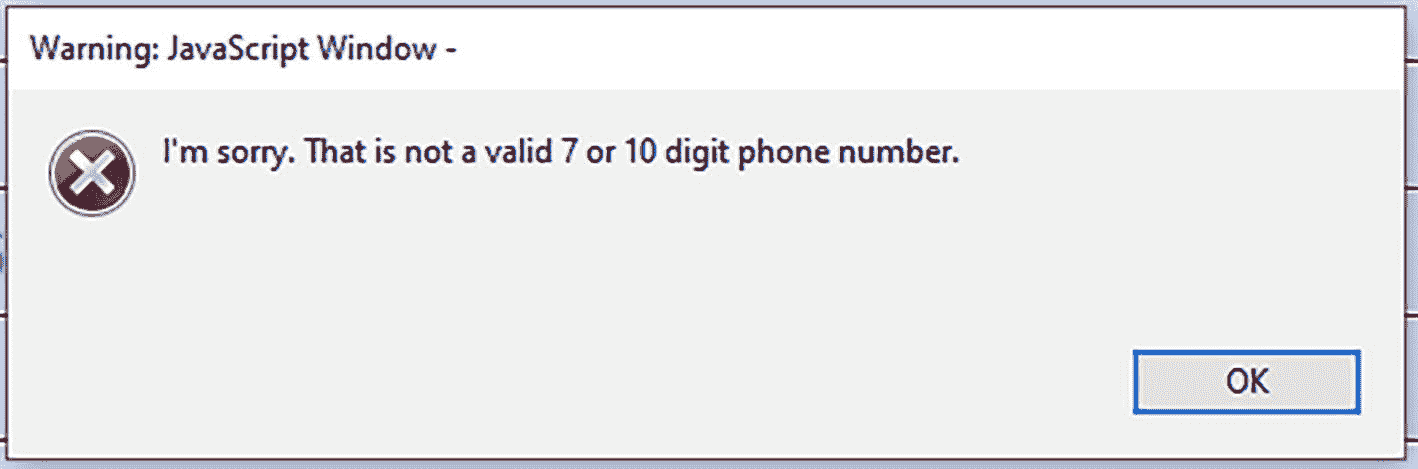 Warning: JavaScript Window -
I'm sorry. That is not a valid 7 or 10 digit phone number.
OK